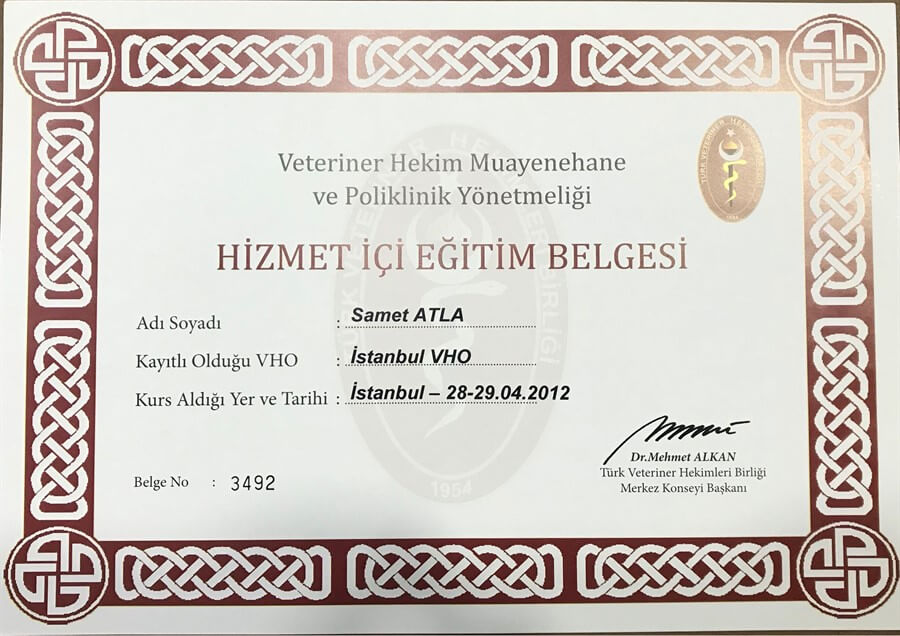 Veteriner Hekim Muayenehane
ve Poliklinik Yönetmeliği
HİZMET İÇİ EĞİTİM BELGESİ
Adı Soyadı : Samet ATLA
Kayıtlı Olduğu VHO : İstanbul VHO
Kurs Aldığı Yer ve Tarihi : İstanbul – 28-29.04.2012
Belge No : 3492
Dr.Mehmet ALKAN
Türk Veteriner Hekimleri Birliği
Merkez Konseyi Başkanı
1954